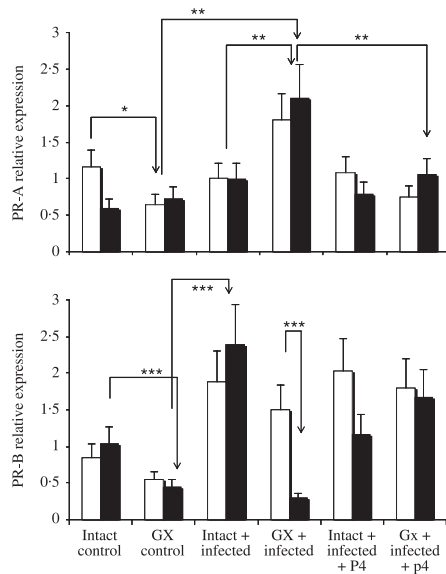 PR-A relative expression
3
2·5
2
1·5
1
0·5
0
*
**
**
**
PR-B relative expression
3
2·5
2
1·5
1
0·5
0
***
***
***
Intact control
GX control
Intact + infected
GX + infected
Intact + infected + P4
Gx + infected + p4